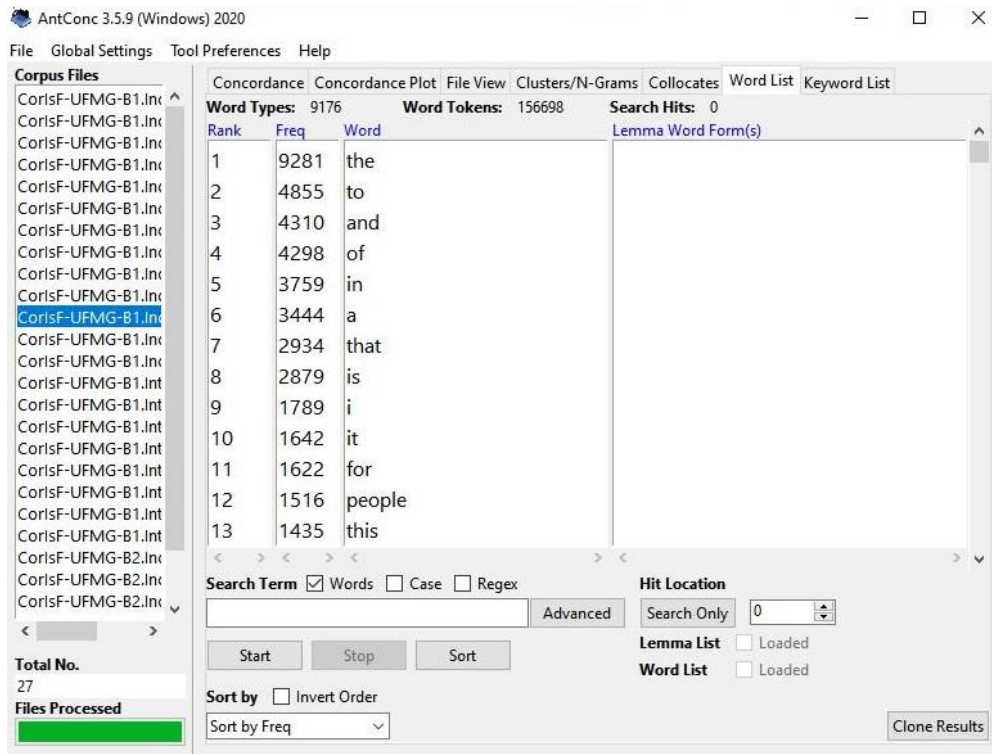 AntConc 3.5.9 (Windows) 2020
File Global Settings Tool Preferences Help
Corpus Files
CorIsF-UFMG-B1.Inc
CorIsF-UFMG-B1.Inc
CorIsF-UFMG-B1.Inc
CorIsF-UFMG-B1.Inc
CorIsF-UFMG-B1.Inc
CorIsF-UFMG-B1.Inc
CorIsF-UFMG-B1.Inc
CorIsF-UFMG-B1.Inc
CorIsF-UFMG-B1.Inc
CorIsF-UFMG-B1.Inc
CorIsF-UFMG-B1.Inc
CorIsF-UFMG-B1.Inc
CorIsF-UFMG-B1.Inc
CorIsF-UFMG-B1.Int
CorIsF-UFMG-B1.Int
CorIsF-UFMG-B1.Int
CorIsF-UFMG-B1.Int
CorIsF-UFMG-B1.Int
CorIsF-UFMG-B1.Int
CorIsF-UFMG-B1.Int
CorIsF-UFMG-B1.Int
CorIsF-UFMG-B2.Inc
CorIsF-UFMG-B2.Inc
CorIsF-UFMG-B2.Inc
Total No.
27
Files Processed
Concordance Concordance Plot File View Clusters/N-Grams Collocates Word List Keyword List
Word Types: 9176 Word Tokens: 156698 Search Hits: 0
Rank Freq Word Lemma Word Form(s)
1 9281 the
2 4855 to
3 4310 and
4 4298 of
5 3759 in
6 3444 a
7 2934 that
8 2879 is
9 1789 i
10 1642 it
11 1622 for
12 1516 people
13 1435 this
Search Term Words Case Regex Hit Location
Advanced Search Only 0
Start Stop Sort Lemma List Loaded
Word List Loaded
Sort by Invert Order
Sort by Freq Clone Results